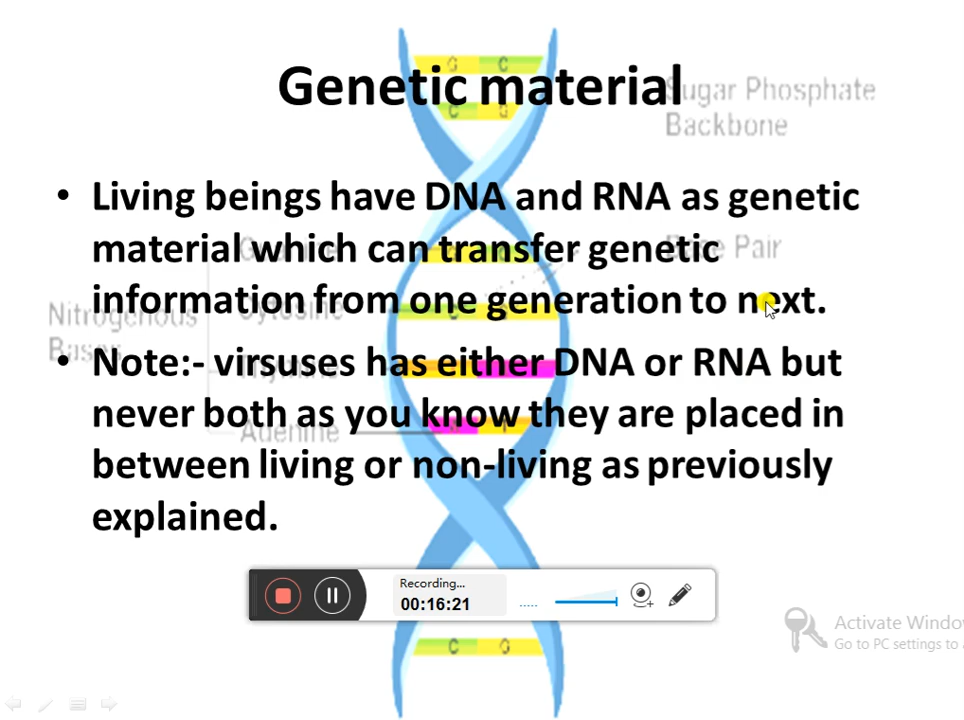 Genetic material
Sugar Phosphate
Backbone
• Living beings have DNA and RNA as genetic
material which can transfer genetic
Base Pair
information from one generation to next.
Nitrogenous
Bases
Cytosine
• Note:- virsuses has either DNA or RNA but
never both as you know they are placed in
Adenine
between living or non-living as previously
explained.
Recording...
00:16:21
Activate Windo
Go to PC settings to
C G